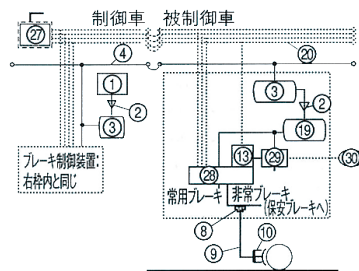 制御車 被制御車
27
4
20
1
2
3
3
2
19
ブレーキ制御装置:
右枠内と同じ
13
29
30
28
常用ブレーキ
非常ブレーキ
(保安ブレーキへ)
8
9
10